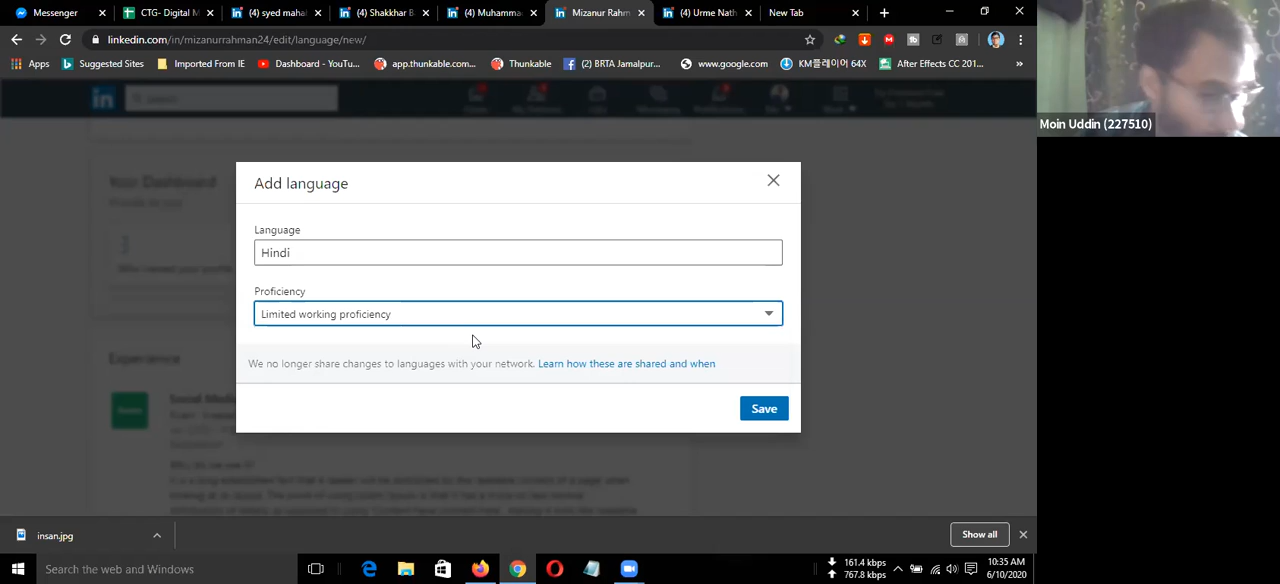 Messenger
CTG- Digital M
(4) syed maha
(4) Shakkhar B
(4) Muhamma
Mizanur Rahm
(4) Urme Nath
New Tab
linkedin.com/in/mizanurrahman24/edit/language/new/
Apps
Suggested Sites
Imported From IE
Dashboard - YouTu...
app.thunkable.com...
Thunkable
(2) BRTA Jamalpur...
www.google.com
KM플레이어 64X
After Effects CC 201...
»
Moin Uddin (227510)
Your Dashboard
Add language
Language
Hindi
Proficiency
Limited working proficiency
Who viewed your profile
We no longer share changes to languages with your network. Learn how these are shared and when
Experience
Save
insan.jpg
Show all
Search the web and Windows
161.4 kbps
767.8 kbps
10:35 AM
6/10/2020